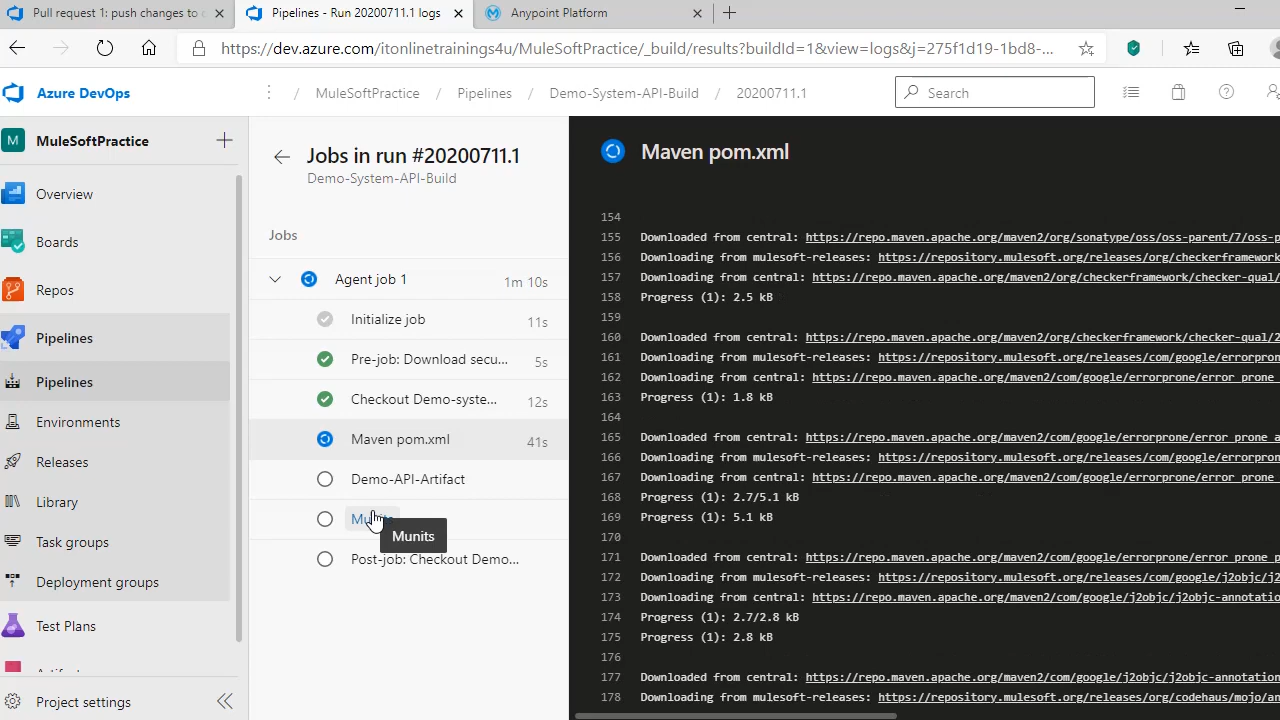 Pull request 1: push changes to
Pipelines - Run 20200711.1 logs
Anypoint Platform
https://dev.azure.com/itonlinetrainings4u/MuleSoftPractice/_build/results?buildId=1&view=logs&j=275f1d19-1bd8-...
Azure DevOps
/ MuleSoftPractice / Pipelines / Demo-System-API-Build / 20200711.1
Search
M MuleSoftPractice
Overview
Boards
Repos
Pipelines
Pipelines
Environments
Releases
Library
Task groups
Deployment groups
Test Plans
Project settings
Jobs in run #20200711.1
Demo-System-API-Build
Jobs
Agent job 1 1m 10s
Initialize job 11s
Pre-job: Download secu... 5s
Checkout Demo-syste... 12s
Maven pom.xml 41s
Demo-API-Artifact
Munits
Munits
Post-job: Checkout Demo...
Maven pom.xml
154
155 Downloaded from central: https://repo.maven.apache.org/maven2/org/sonatype/oss/oss-parent/7/oss-p
156 Downloading from mulesoft-releases: https://repository.mulesoft.org/releases/org/checkerframework
157 Downloading from central: https://repo.maven.apache.org/maven2/org/checkerframework/checker-qual/
158 Progress (1): 2.5 kB
159
160 Downloaded from central: https://repo.maven.apache.org/maven2/org/checkerframework/checker-qual/2
161 Downloading from mulesoft-releases: https://repository.mulesoft.org/releases/com/google/errorpron
162 Downloading from central: https://repo.maven.apache.org/maven2/com/google/errorprone/error_prone_
163 Progress (1): 1.8 kB
164
165 Downloaded from central: https://repo.maven.apache.org/maven2/com/google/errorprone/error_prone_a
166 Downloading from mulesoft-releases: https://repository.mulesoft.org/releases/com/google/errorpron
167 Downloading from central: https://repo.maven.apache.org/maven2/com/google/errorprone/error_prone_
168 Progress (1): 2.7/5.1 kB
169 Progress (1): 5.1 kB
170
171 Downloaded from central: https://repo.maven.apache.org/maven2/com/google/errorprone/error_prone_p
172 Downloading from mulesoft-releases: https://repository.mulesoft.org/releases/com/google/j2objc/j2
173 Downloading from central: https://repo.maven.apache.org/maven2/com/google/j2objc/j2objc-annotatio
174 Progress (1): 2.7/2.8 kB
175 Progress (1): 2.8 kB
176
177 Downloaded from central: https://repo.maven.apache.org/maven2/com/google/j2objc/j2objc-annotation
178 Downloading from mulesoft-releases: https://repository.mulesoft.org/releases/org/codehaus/mojo/an